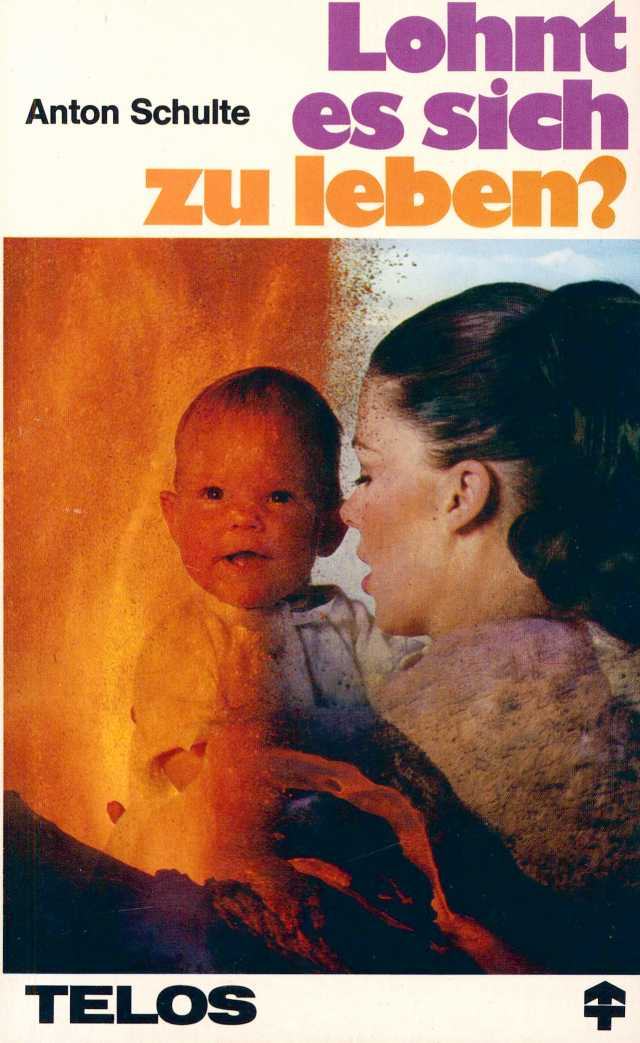 Lohnt
Anton Schulte
es sich
zu leben?
TELOS